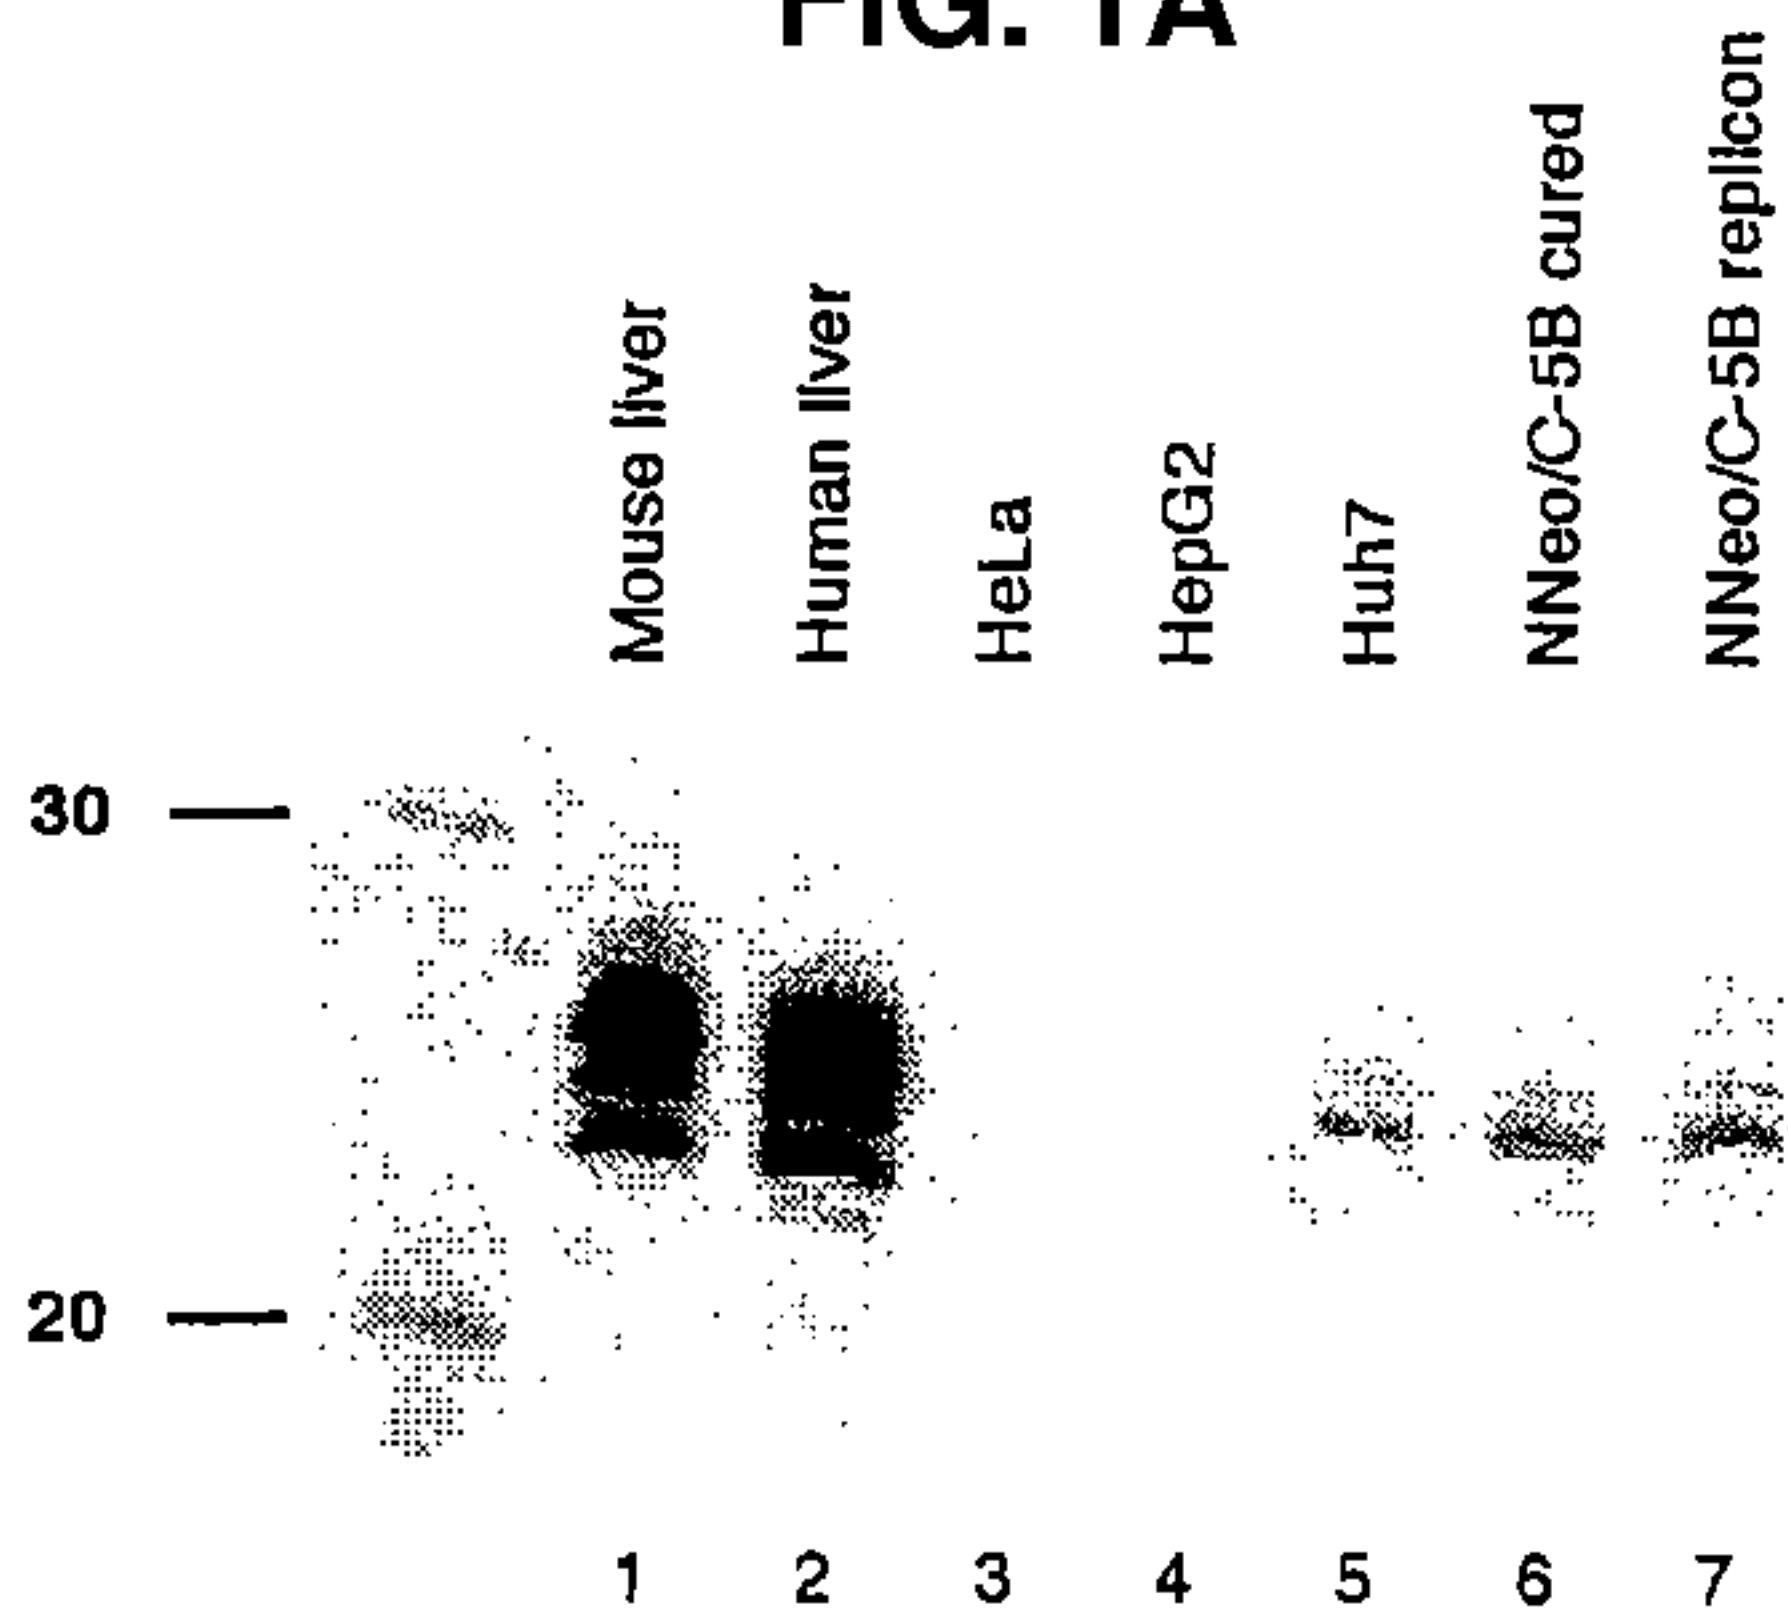 FIG. 1A
Mouse liver
Human liver
HeLa
HepG2
Huh7
NNeo/C-5B cured
NNeo/C-5B replicon
30
20
1 2 3 4 5 6 7